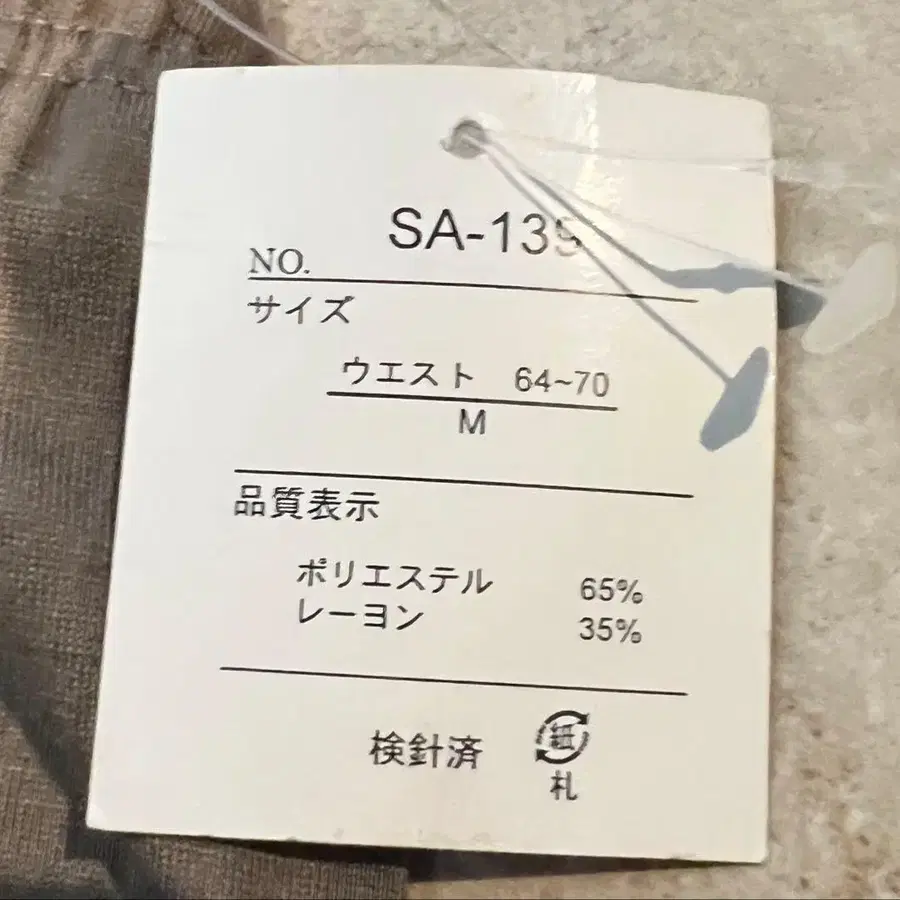 SA-139
NO.
サイズ
ウエスト 64~70
M
品質表示
ポリエステル 65%
レーヨン 35%
検針済
紙
札